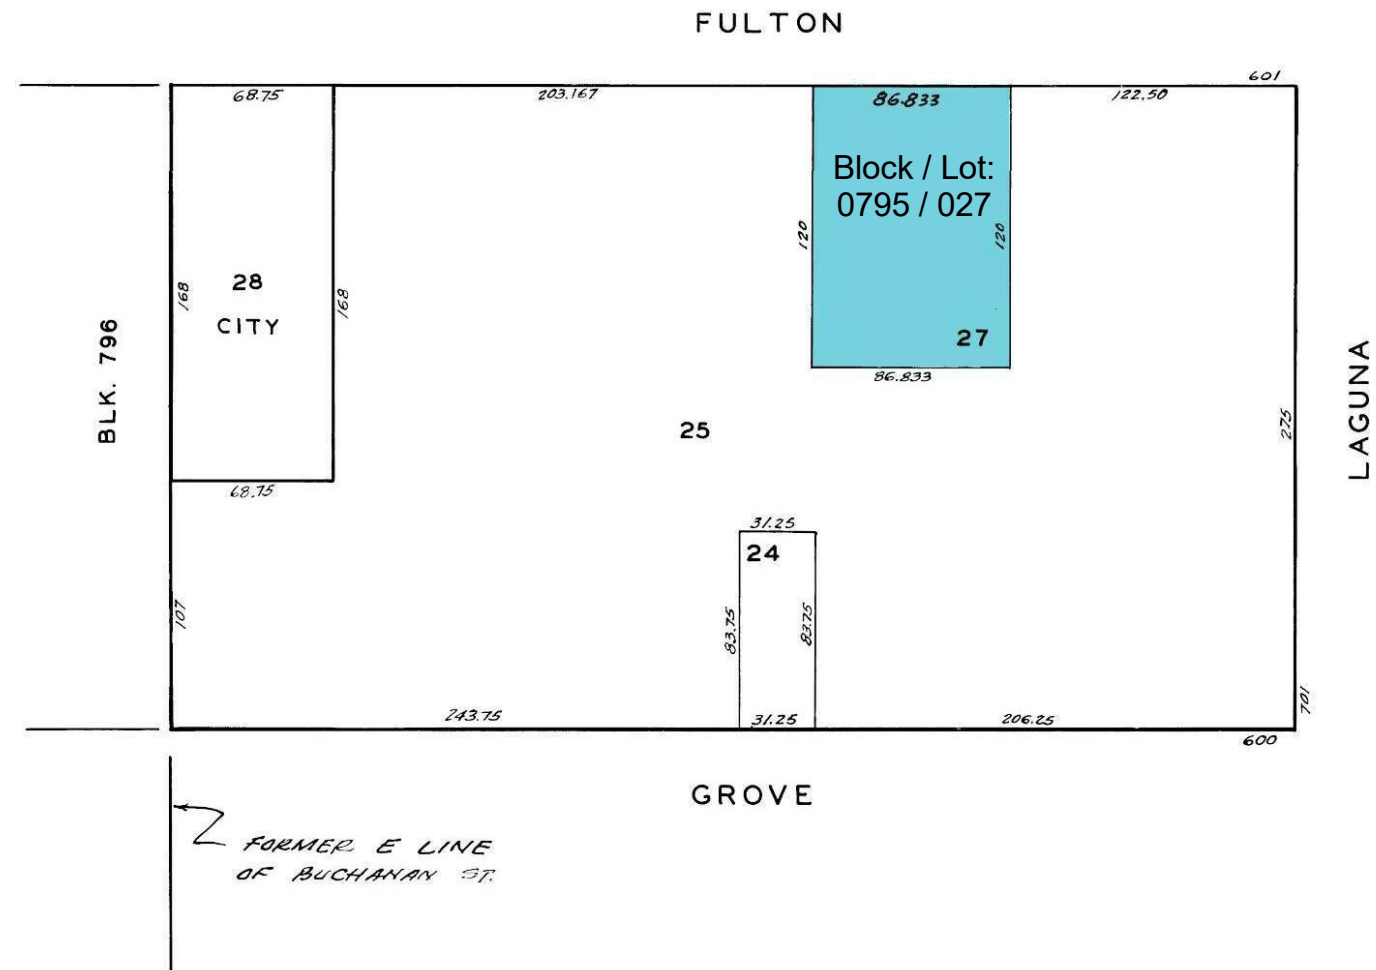 FULTON
601
68.75
203.167
86.833
122.50
Block / Lot:
0795 / 027
120
120
28
CITY
168
168
27
86.833
BLK. 796
LAGUNA
275
25
68.75
31.25
24
107
83.75
83.75
701
243.75
31.25
206.25
600
GROVE
FORMER E LINE
OF BUCHANAN ST.